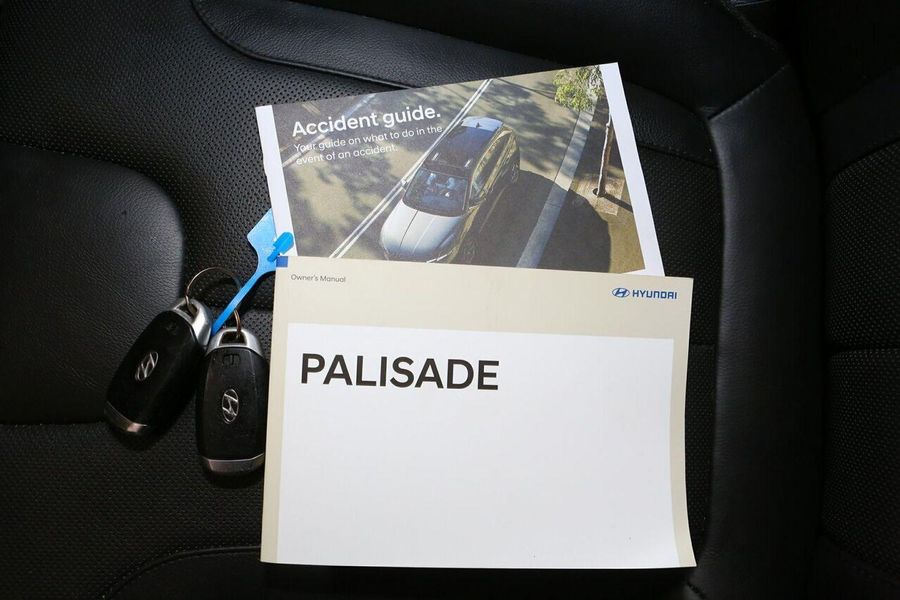 Accident guide.
Your guide on what to do in the
event of an accident.
Owner's Manual
HYUNDAI
PALISADE